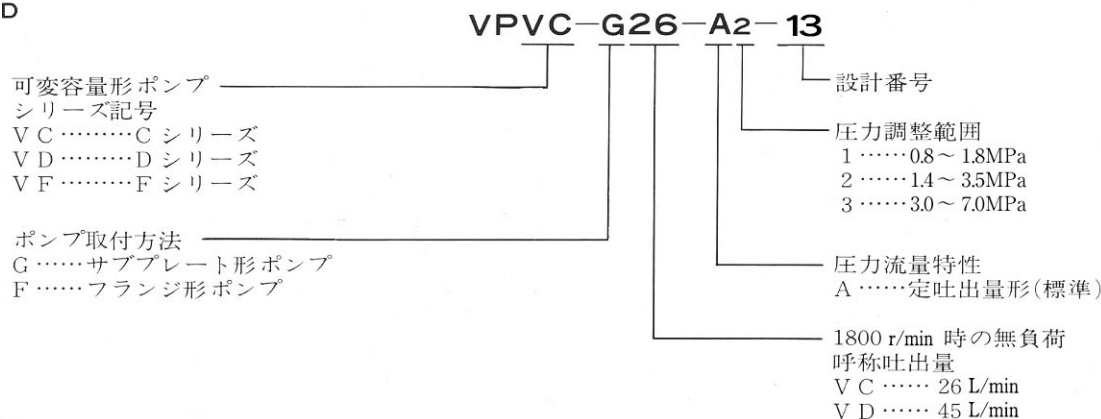 D
VPVC-G26-A2-13
可変容量形ポンプ
シリーズ記号
VC………Cシリーズ
VD………Dシリーズ
VF………Fシリーズ
ポンプ取付方法
G……サブプレート形ポンプ
F……フランジ形ポンプ
設計番号
圧力調整範囲
1……0.8~1.8MPa
2……1.4~3.5MPa
3……3.0~7.0MPa
圧力流量特性
A……定吐出量形(標準)
1800 r/min 時の無負荷
呼称吐出量
VC…… 26 L/min
VD…… 45 L/min